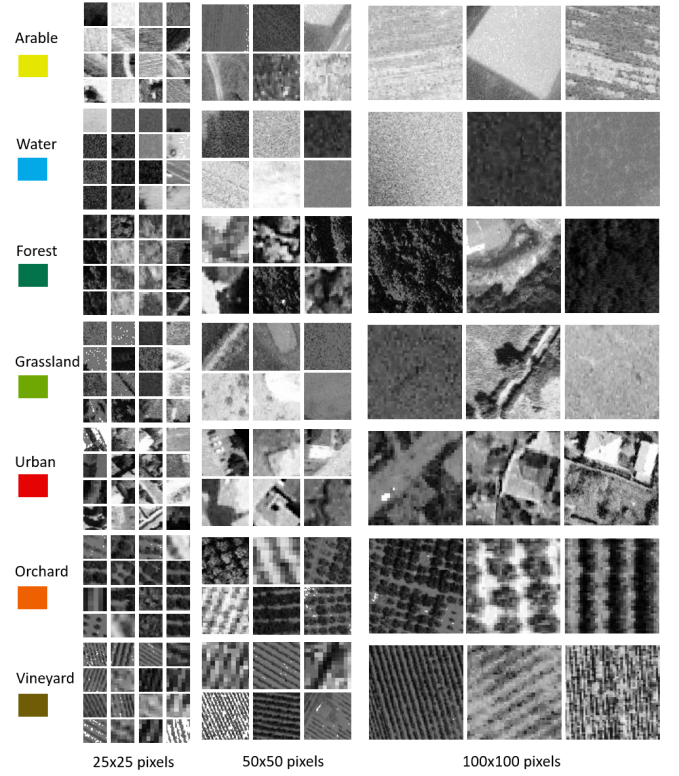 Arable
Water
Forest
Grassland
Urban
Orchard
Vineyard
25x25 pixels
50x50 pixels
100x100 pixels